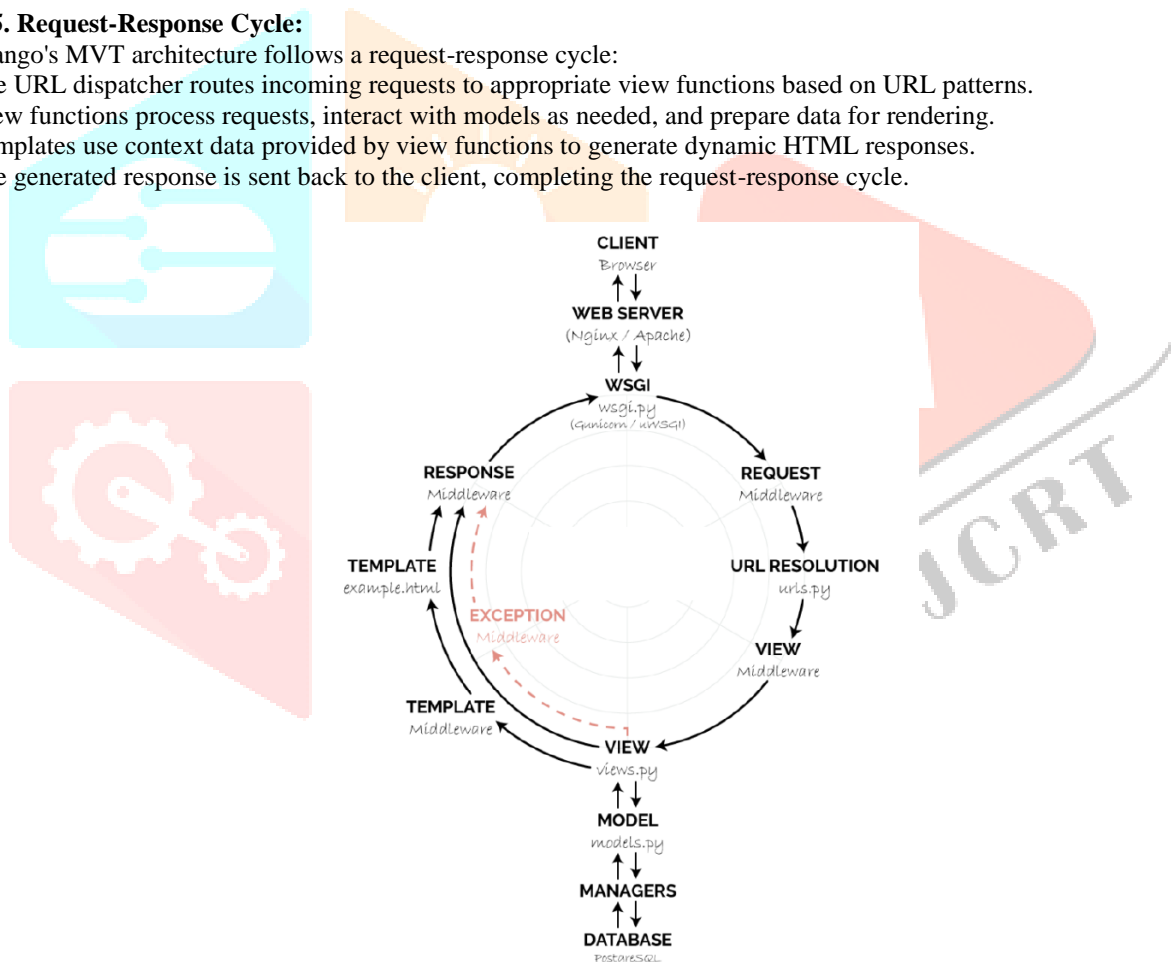 5. Request-Response Cycle:
ango's MVT architecture follows a request-response cycle:
e URL dispatcher routes incoming requests to appropriate view functions based on URL patterns.
ew functions process requests, interact with models as needed, and prepare data for rendering.
mplates use context data provided by view functions to generate dynamic HTML responses.
e generated response is sent back to the client, completing the request-response cycle.
CLIENT
Browser
WEB SERVER
(Nginx / Apache)
WSGI
wsgi.py
(Gunicorn / uWSGI)
RESPONSE
Middleware
REQUEST
Middleware
TEMPLATE
example.html
URL RESOLUTION
urls.py
EXCEPTION
Middleware
VIEW
Middleware
TEMPLATE
Middleware
VIEW
views.py
MODEL
models.py
MANAGERS
DATABASE
PostgreSQL
JCRT